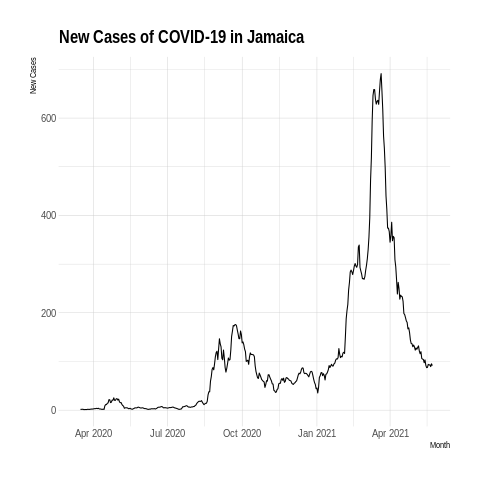 New Cases of COVID-19 in Jamaica
New Cases
600
400
200
0
Apr 2020 Jul 2020 Oct 2020 Jan 2021 Apr 2021
Month